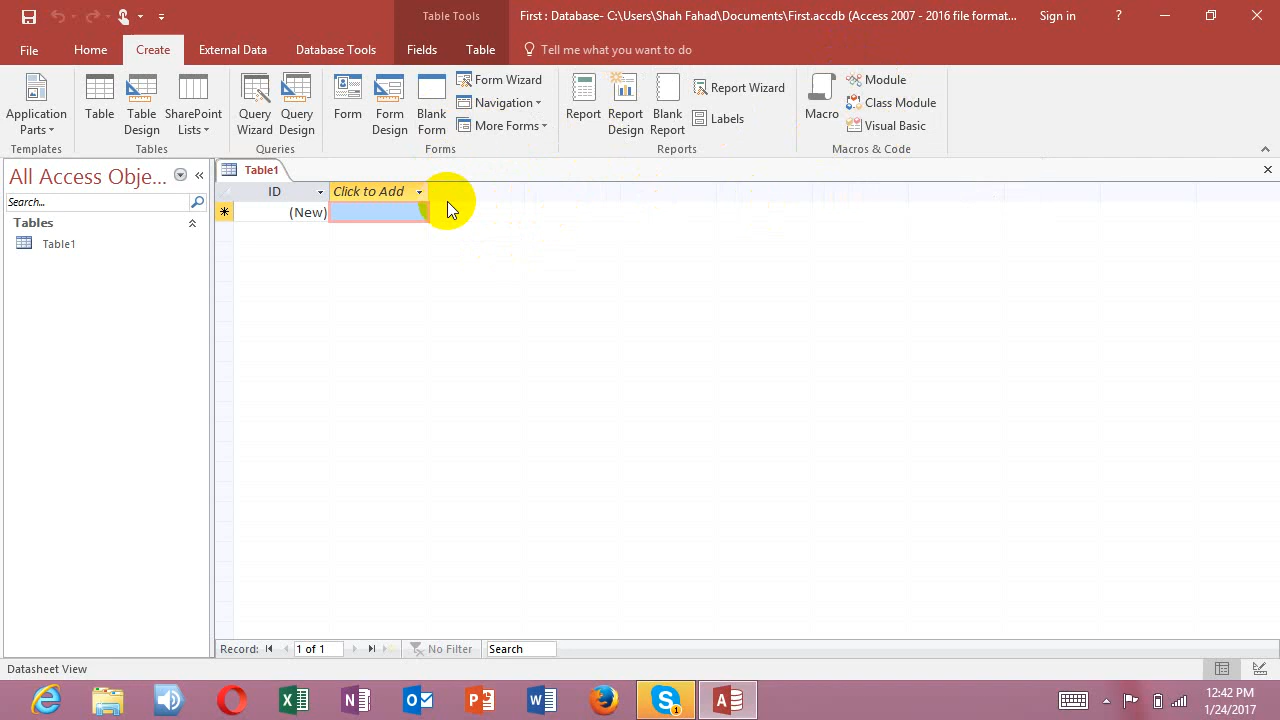 Table Tools
First : Database- C:\Users\Shah Fahad\Documents\First.accdb (Access 2007 - 2016 file format...
Sign in
?
File
Home
Create
External Data
Database Tools
Fields
Table
Tell me what you want to do
Application Parts
Templates
Table
Table Design
SharePoint Lists
Tables
Query Wizard
Query Design
Queries
Form
Form Design
Blank Form
Form Wizard
Navigation
More Forms
Forms
Report
Report Design
Blank Report
Report Wizard
Labels
Reports
Macro
Module
Class Module
Visual Basic
Macros & Code
All Access Obje...
Search...
Tables
Table1
Table1
ID
Click to Add
(New)
Record:
1 of 1
No Filter
Search
Datasheet View
12:42 PM
1/24/2017